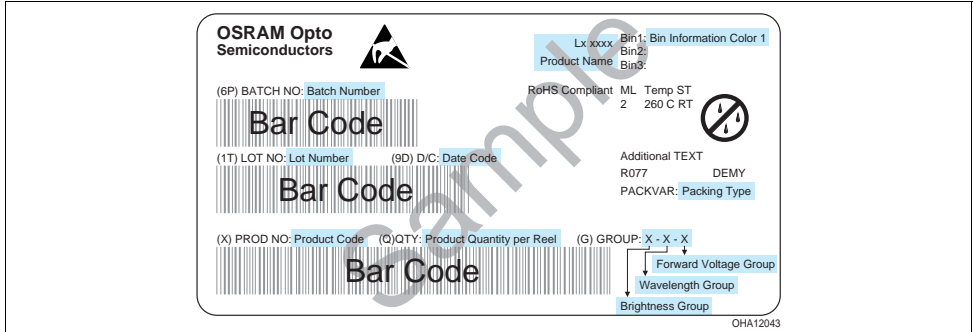 OSRAM Opto
Semiconductors
Lx xxxx
Product Name
Bin1: Bin Information Color 1
Bin2:
Bin3:
(6P) BATCH NO: Batch Number
Bar Code
RoHS Compliant ML Temp ST
2 260 C RT
(1T) LOT NO: Lot Number (9D) D/C: Date Code
Bar Code
Additional TEXT
R077 DEMY
PACKVAR: Packing Type
(X) PROD NO: Product Code (Q)QTY: Product Quantity per Reel (G) GROUP: X - X - X
Bar Code
Forward Voltage Group
Wavelength Group
Brightness Group
Sample
OHA12043